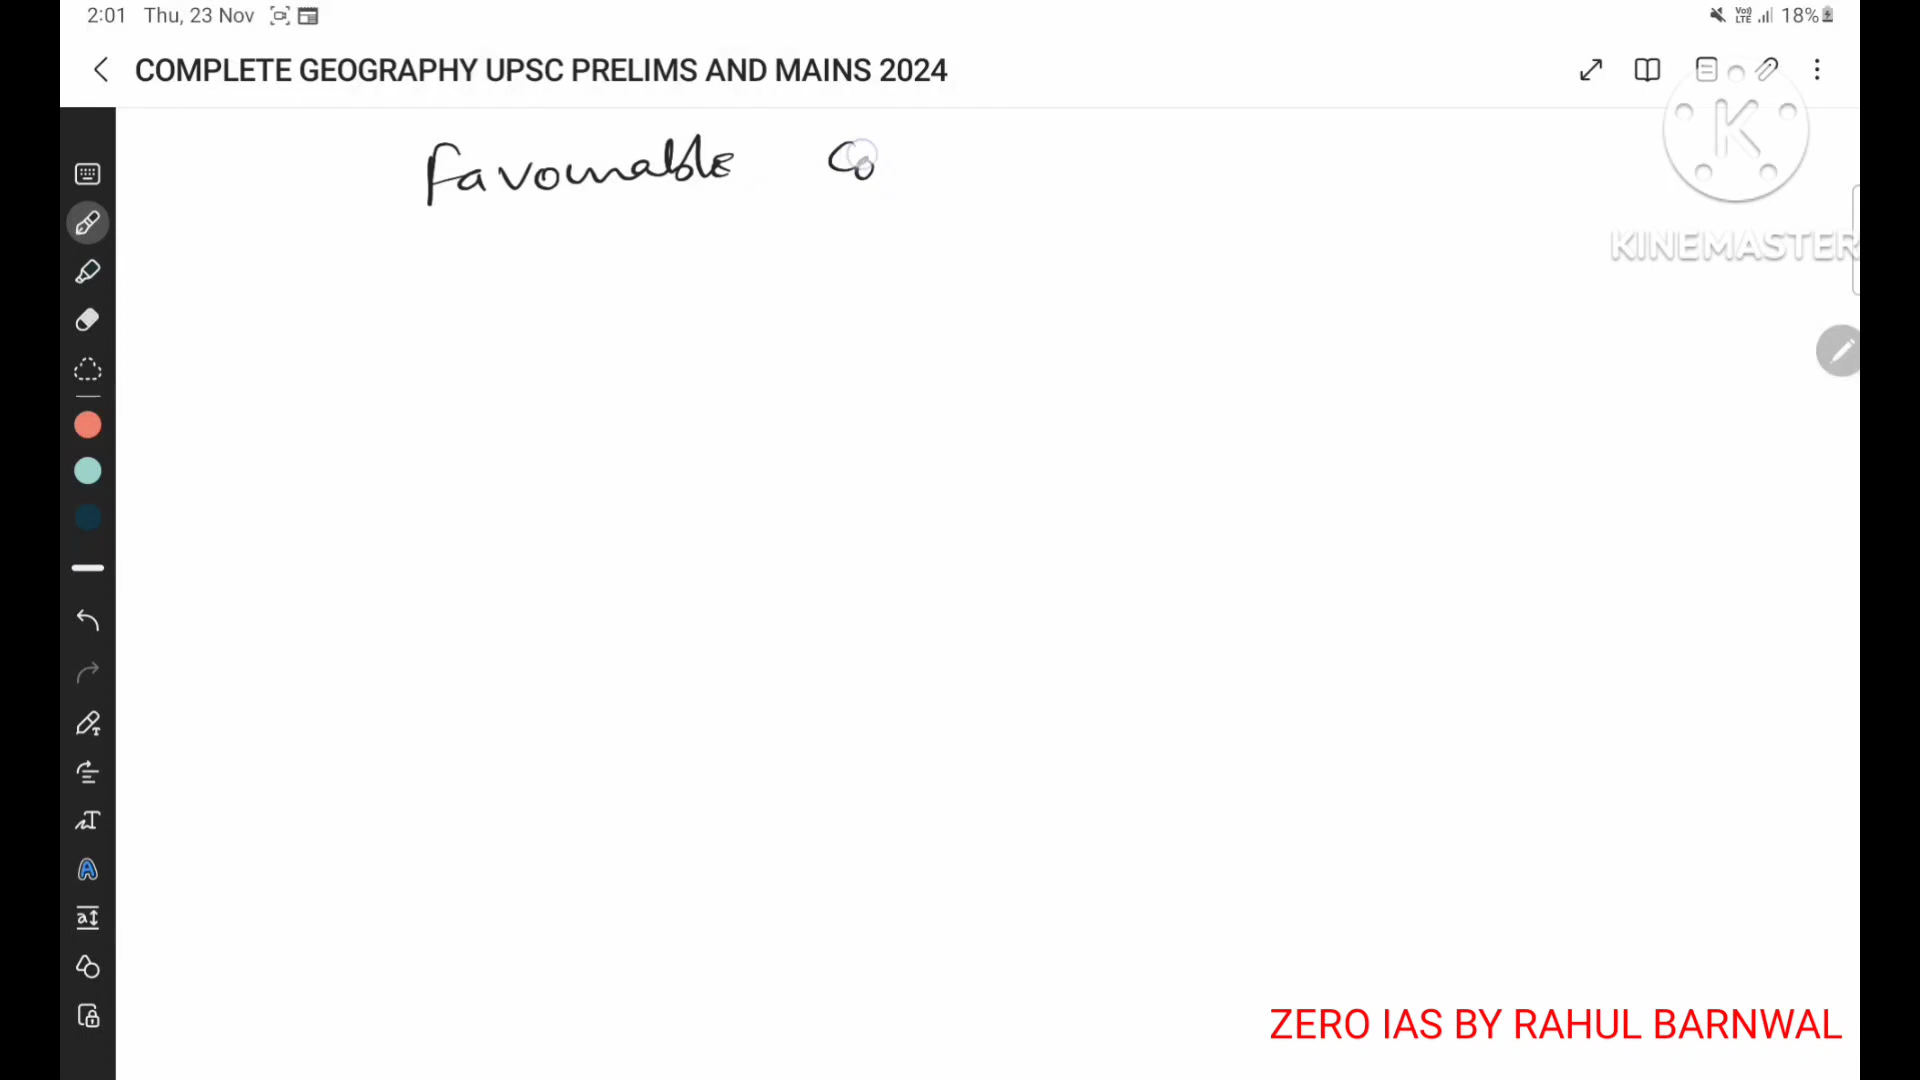 2:01 Thu, 23 Nov 18%
COMPLETE GEOGRAPHY UPSC PRELIMS AND MAINS 2024
favourable Co
K
KINEMASTER
ZERO IAS BY RAHUL BARNWAL